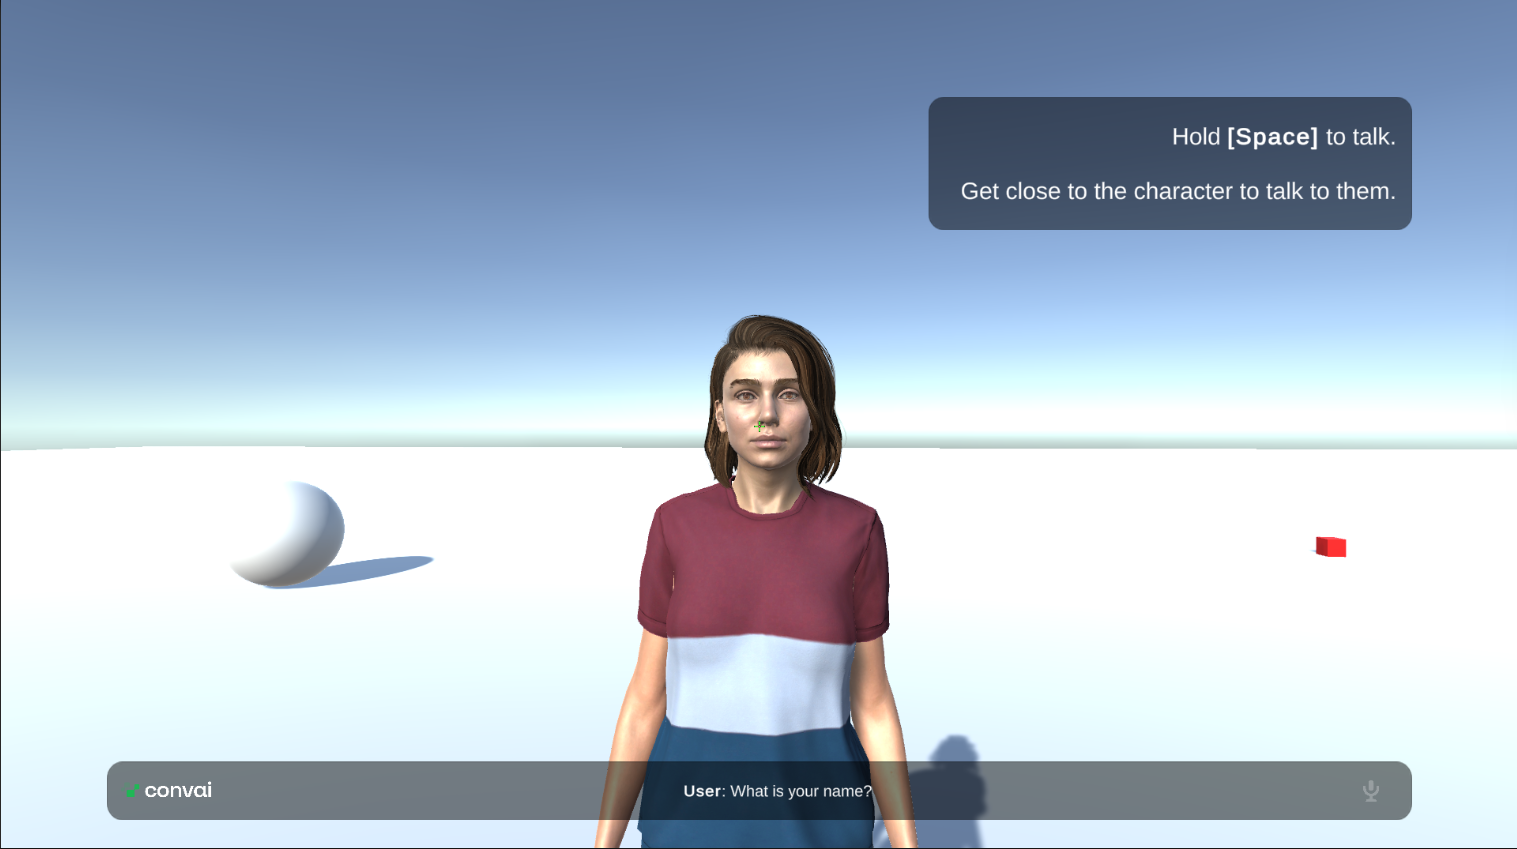 Hold [Space] to talk.
Get close to the character to talk to them.
convai
User: What is your name?